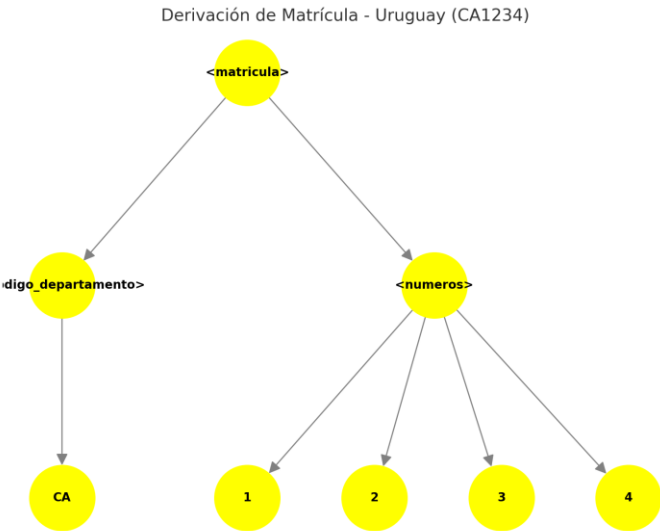 Derivación de Matrícula - Uruguay (CA1234)
<matricula>
digo_departamento>
<numeros>
CA
1
2
3
4